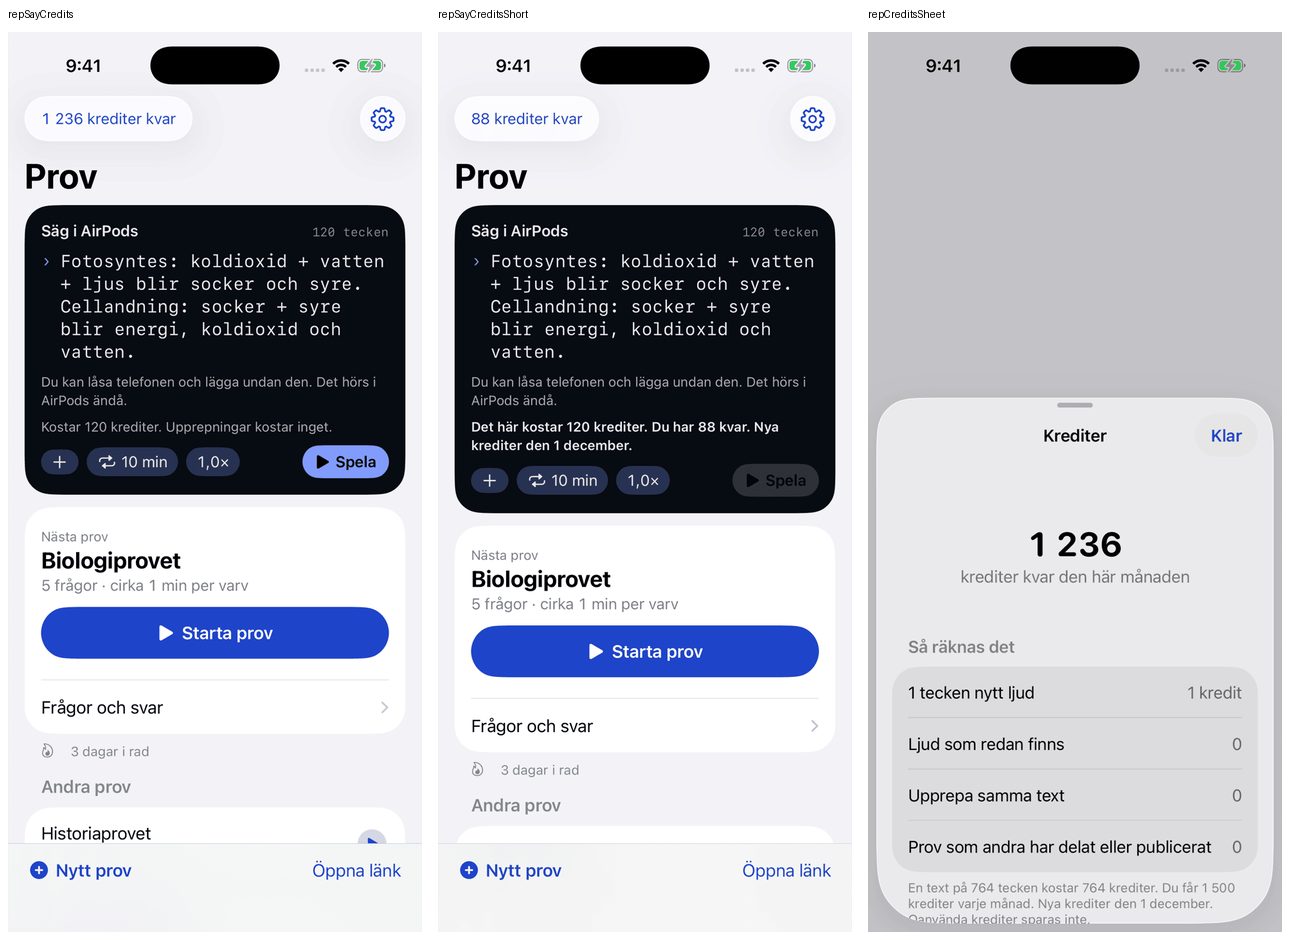 repSayCredits
9:41
1 236 krediter kvar
Prov
Säg i AirPods
120 tecken
› Fotosyntes: koldioxid + vatten
+ ljus blir socker och syre.
Cellandning: socker + syre
blir energi, koldioxid och
vatten.
Du kan låsa telefonen och lägga undan den. Det hörs i
AirPods ändå.
Kostar 120 krediter. Upprepningar kostar inget.
+
10 min
1,0×
Spela
Nästa prov
Biologiprovet
5 frågor · cirka 1 min per varv
Starta prov
Frågor och svar
3 dagar i rad
Andra prov
Historiaprovet
Nytt prov
Öppna länk
repSayCreditsShort
9:41
88 krediter kvar
Prov
Säg i AirPods
120 tecken
› Fotosyntes: koldioxid + vatten
+ ljus blir socker och syre.
Cellandning: socker + syre
blir energi, koldioxid och
vatten.
Du kan låsa telefonen och lägga undan den. Det hörs i
AirPods ändå.
Det här kostar 120 krediter. Du har 88 kvar. Nya
krediter den 1 december.
+
10 min
1,0×
Spela
Nästa prov
Biologiprovet
5 frågor · cirka 1 min per varv
Starta prov
Frågor och svar
3 dagar i rad
Andra prov
Nytt prov
Öppna länk
repCreditsSheet
9:41
Krediter
Klar
1 236
krediter kvar den här månaden
Så räknas det
1 tecken nytt ljud
1 kredit
Ljud som redan finns
0
Upprepa samma text
0
Prov som andra har delat eller publicerat
0
En text på 764 tecken kostar 764 krediter. Du får 1 500
krediter varje månad. Nya krediter den 1 december.
Oanvända krediter sparas inte.